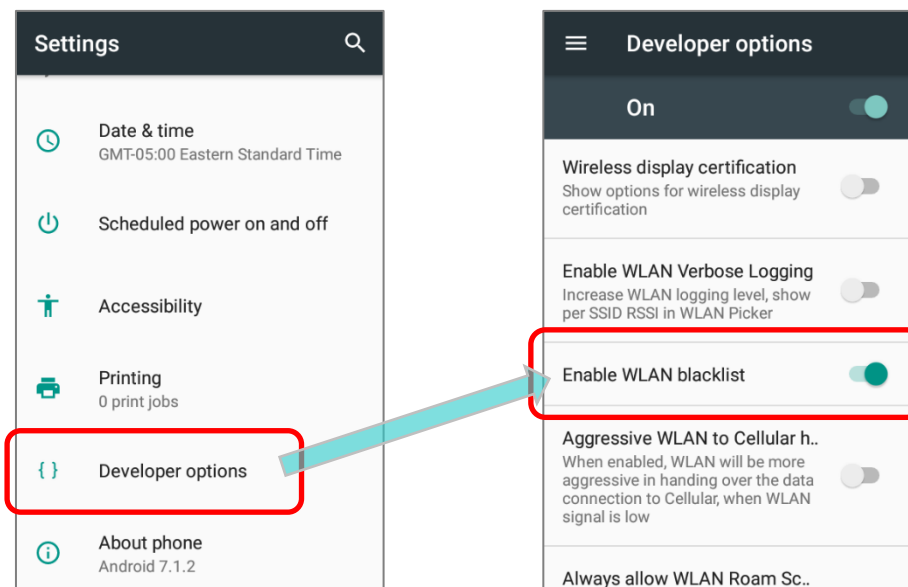 Settings
Date & time
GMT-05:00 Eastern Standard Time
Scheduled power on and off
Accessibility
Printing
0 print jobs
{ } Developer options
About phone
Android 7.1.2
Developer options
On
Wireless display certification
Show options for wireless display
certification
Enable WLAN Verbose Logging
Increase WLAN logging level, show
per SSID RSSI in WLAN Picker
Enable WLAN blacklist
Aggressive WLAN to Cellular h..
When enabled, WLAN will be more
aggressive in handing over the data
connection to Cellular, when WLAN
signal is low
Always allow WLAN Roam Sc..